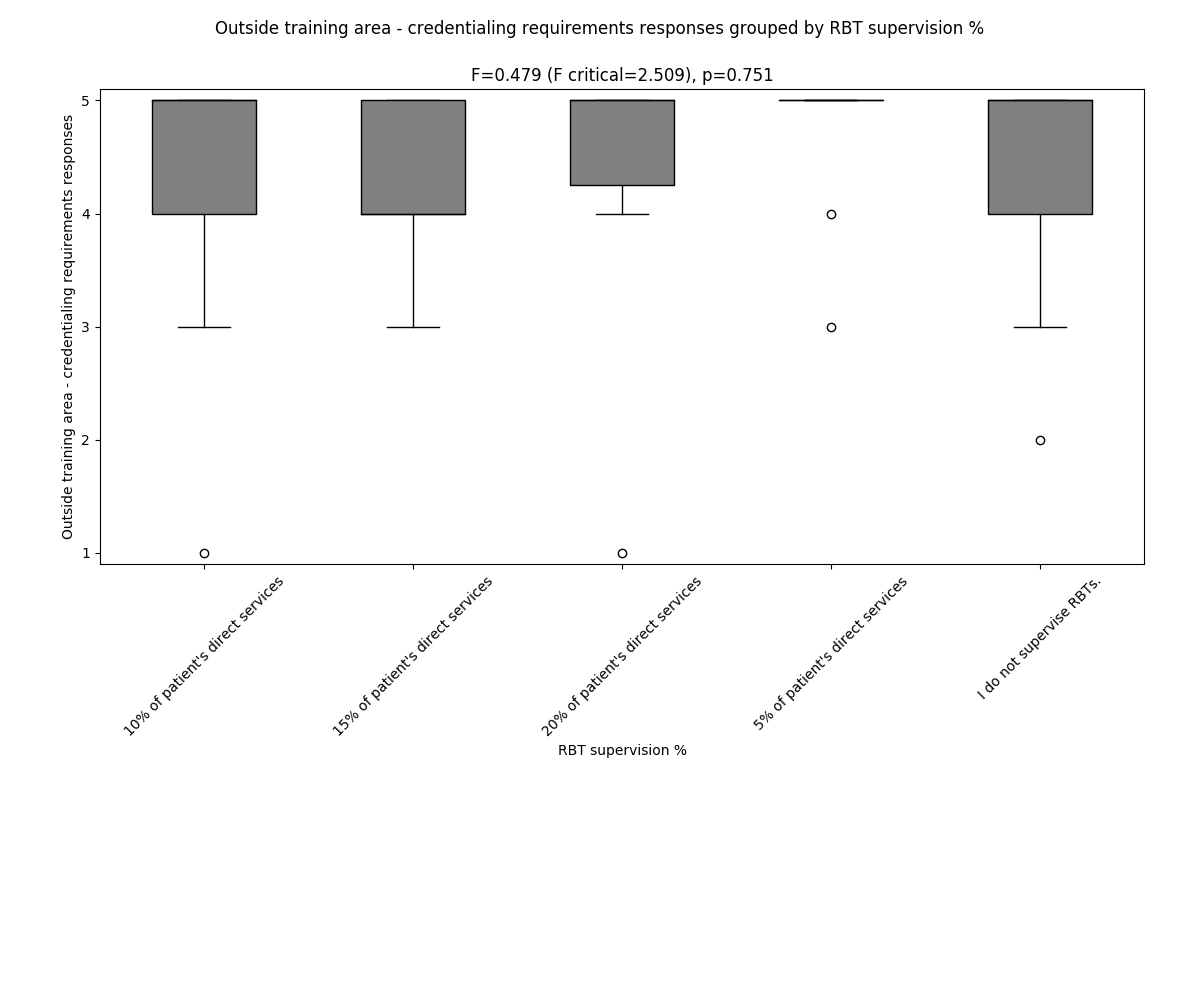 Outside training area - credentialing requirements responses grouped by RBT supervision %
F=0.479 (F critical=2.509), p=0.751
Outside training area - credentialing requirements responses
5
4
3
2
1
10% of patient's direct services
15% of patient's direct services
20% of patient's direct services
5% of patient's direct services
I do not supervise RBTs.
RBT supervision %